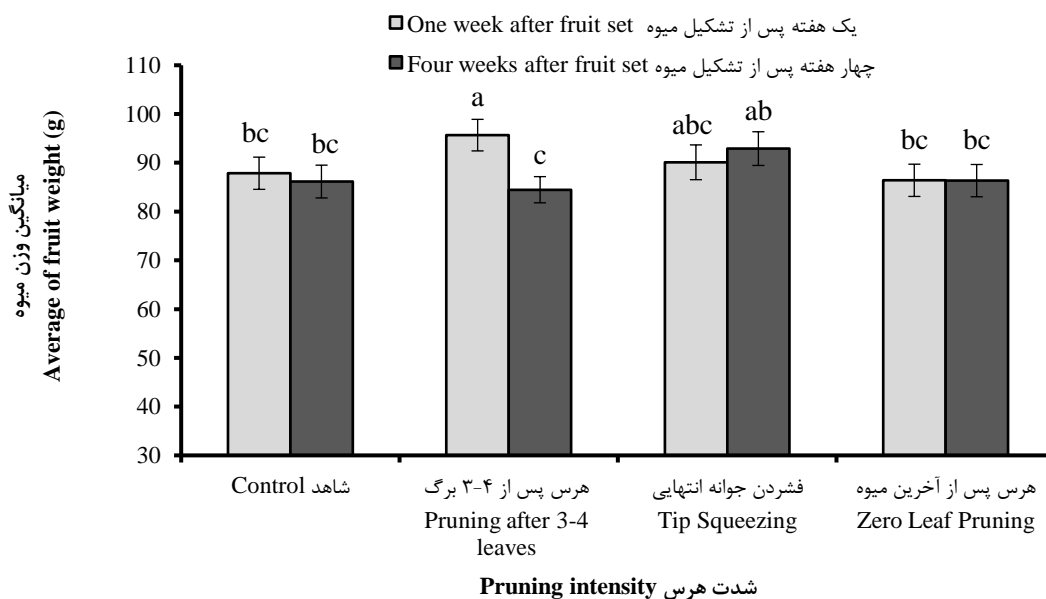 One week after fruit set یک هفته پس از تشکیل میوه
Four weeks after fruit set چهار هفته پس از تشکیل میوه
میانگین وزن میوه
Average of fruit weight (g)
110
100
90
80
70
60
50
40
30
bc
bc
a
c
abc
ab
bc
bc
شاهد Control
هرس پس از ۴-۳ برگ
Pruning after 3-4
leaves
فشردن جوانه انتهایی
Tip Squeezing
هرس پس از آخرین میوه
Zero Leaf Pruning
شدت هرس Pruning intensity